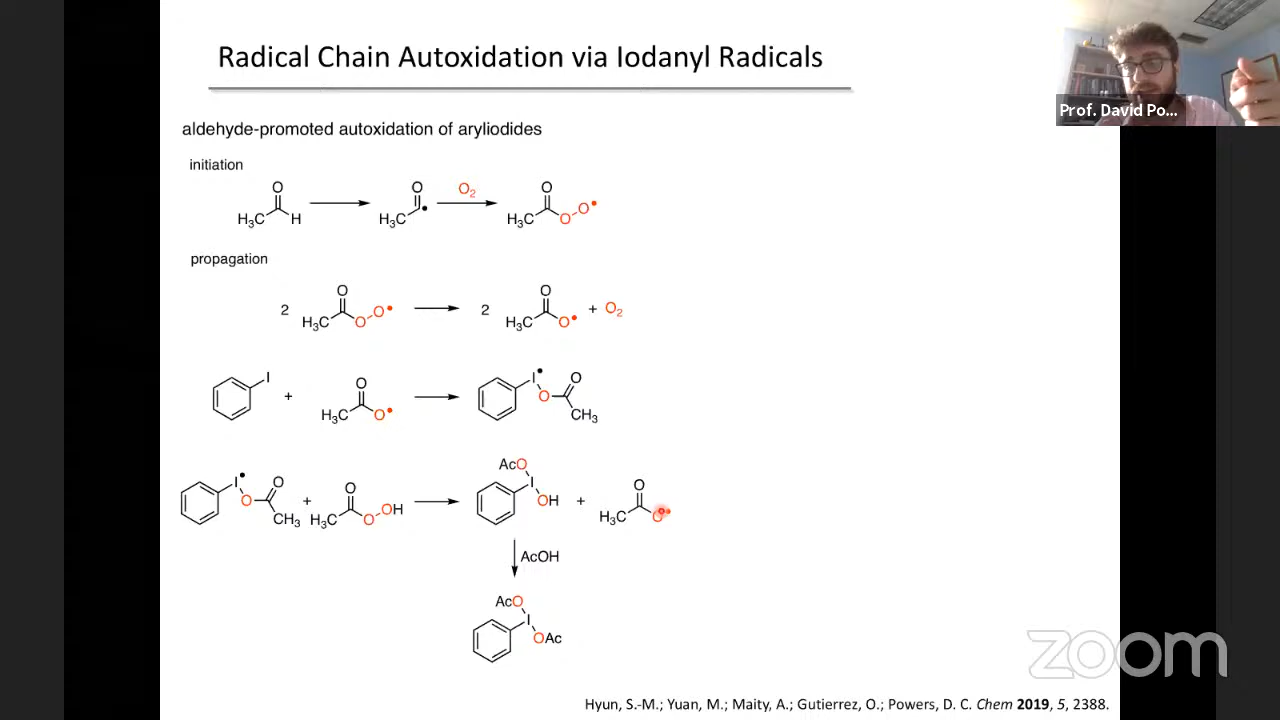 Radical Chain Autoxidation via Iodanyl Radicals
Prof. David Po...
aldehyde-promoted autoxidation of aryliodides
initiation
O O O2 O
H3C H H3C • H3C O O •
propagation
2 O H3C O O • 2 O H3C O • + O2
I + O H3C O • I • O O CH3
I • O O CH3 + O H3C O OH AcO I OH + O H3C O •
AcOH
AcO I OAc
zoom
Hyun, S.-M.; Yuan, M.; Maity, A.; Gutierrez, O.; Powers, D. C. Chem 2019, 5, 2388.